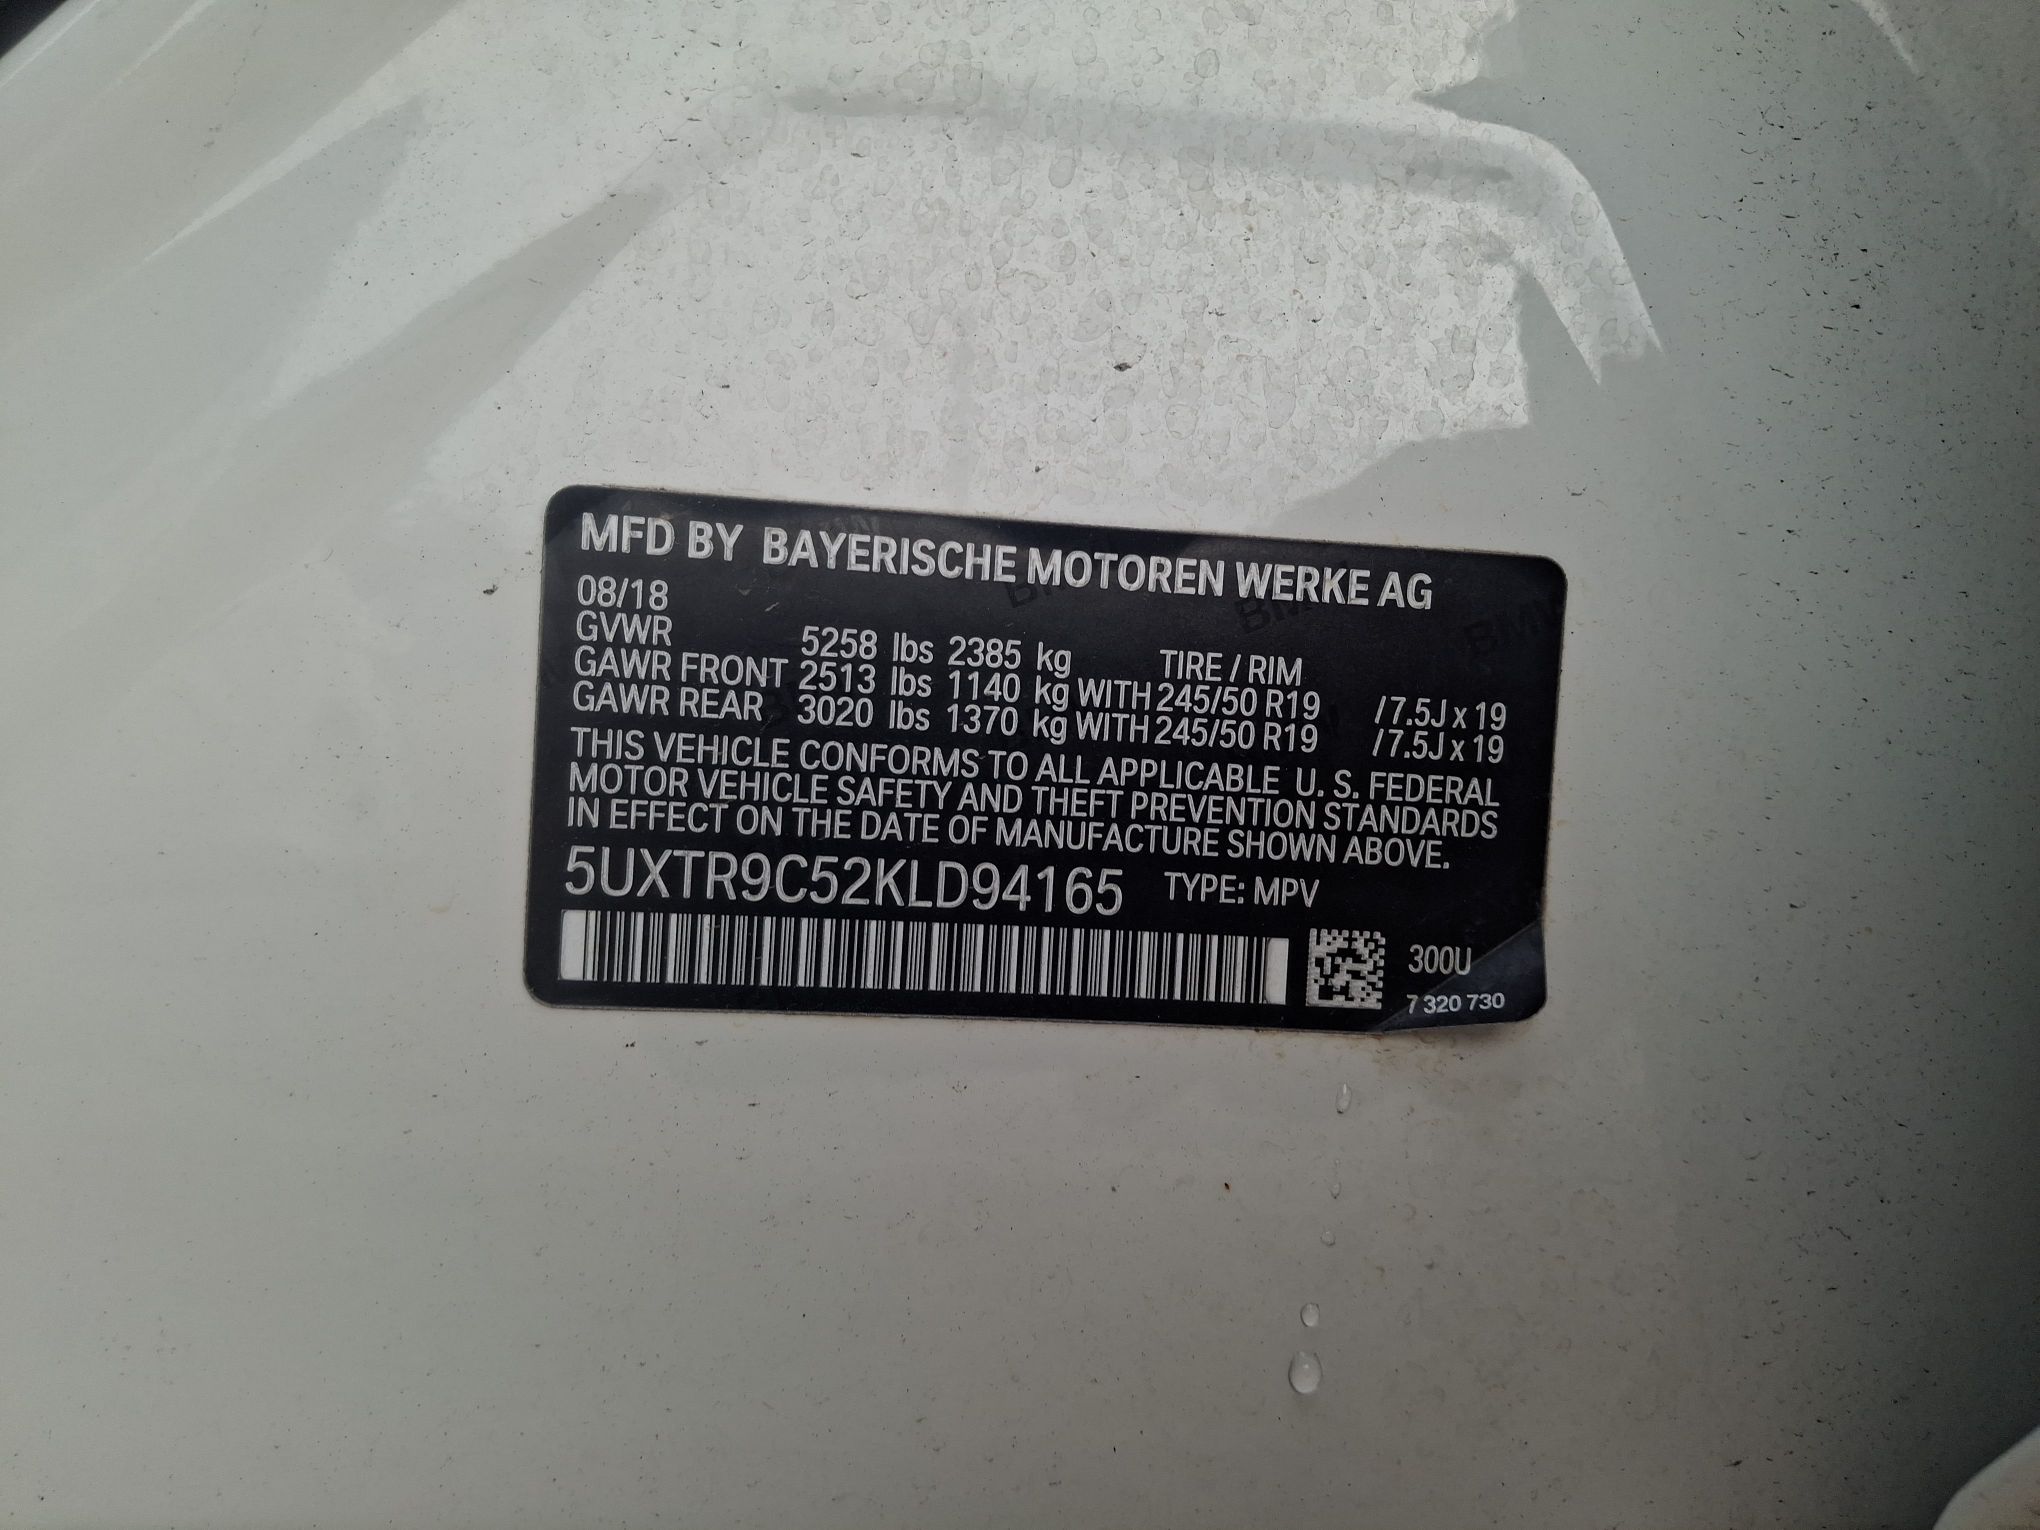 MFD BY BAYERISCHE MOTOREN WERKE AG
08/18
GVWR 5258 lbs 2385 kg TIRE / RIM
GAWR FRONT 2513 lbs 1140 kg WITH 245/50 R19 / 7.5J x 19
GAWR REAR 3020 lbs 1370 kg WITH 245/50 R19 / 7.5J x 19
THIS VEHICLE CONFORMS TO ALL APPLICABLE U. S. FEDERAL
MOTOR VEHICLE SAFETY AND THEFT PREVENTION STANDARDS
IN EFFECT ON THE DATE OF MANUFACTURE SHOWN ABOVE.
5UXTR9C52KLD94165 TYPE: MPV
300U
7 320 730